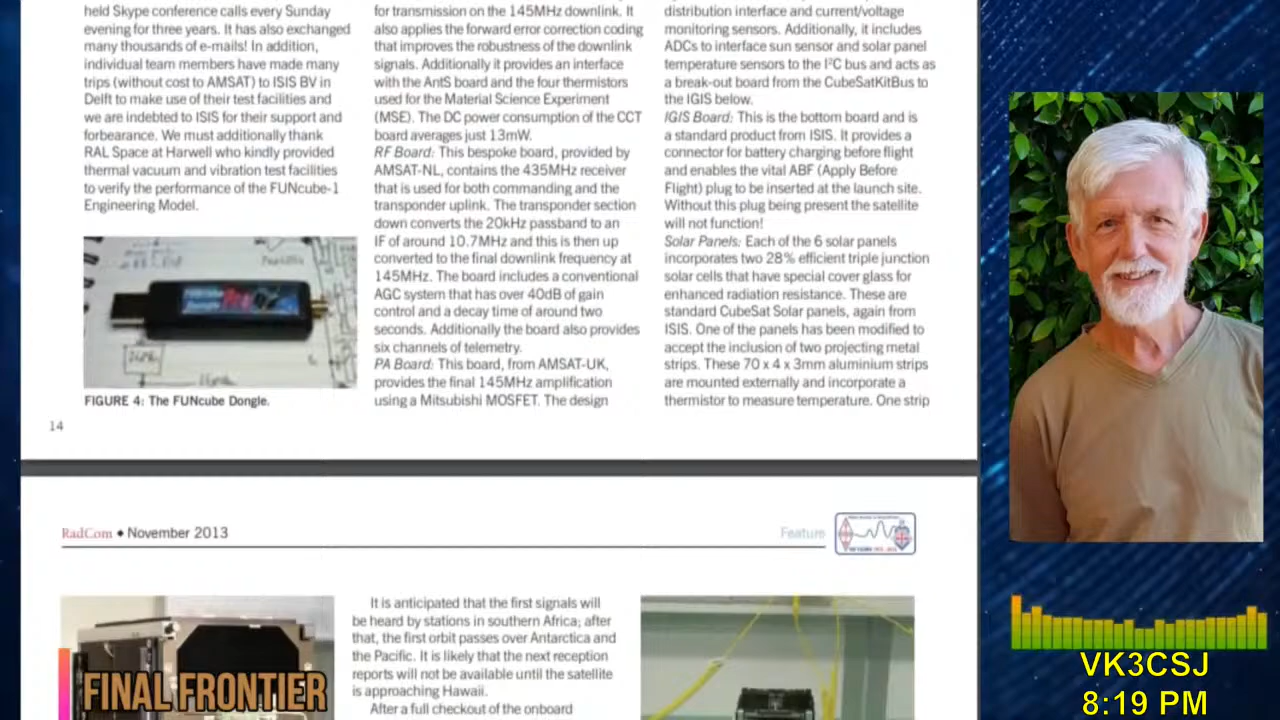 held Skype conference calls every Sunday
evening for three years. It has also exchanged
many thousands of e-mails! In addition,
individual team members have made many
trips (without cost to AMSAT) to ISIS BV in
Delft to make use of their test facilities and
we are indebted to ISIS for their support and
forbearance. We must additionally thank
RAL Space at Harwell who kindly provided
thermal vacuum and vibration test facilities
to verify the performance of the FUNcube-1
Engineering Model.
FIGURE 4: The FUNcube Dongle.
14
for transmission on the 145MHz downlink. It
also applies the forward error correction coding
that improves the robustness of the downlink
signals. Additionally it provides an interface
with the AntS board and the four thermistors
used for the Material Science Experiment
(MSE). The DC power consumption of the CCT
board averages just 13mW.
RF Board: This bespoke board, provided by
AMSAT-NL, contains the 435MHz receiver
that is used for both commanding and the
transponder uplink. The transponder section
down converts the 20kHz passband to an
IF of around 10.7MHz and this is then up
converted to the final downlink frequency at
145MHz. The board includes a conventional
AGC system that has over 40dB of gain
control and a decay time of around two
seconds. Additionally the board also provides
six channels of telemetry.
PA Board: This board, from AMSAT-UK,
provides the final 145MHz amplification
using a Mitsubishi MOSFET. The design
distribution interface and current/voltage
monitoring sensors. Additionally, it includes
ADCs to interface sun sensor and solar panel
temperature sensors to the I²C bus and acts as
a break-out board from the CubeSatKitBus to
the IGIS below.
IGIS Board: This is the bottom board and is
a standard product from ISIS. It provides a
connector for battery charging before flight
and enables the vital ABF (Apply Before
Flight) plug to be inserted at the launch site.
Without this plug being present the satellite
will not function!
Solar Panels: Each of the 6 solar panels
incorporates two 28% efficient triple junction
solar cells that have special cover glass for
enhanced radiation resistance. These are
standard CubeSat Solar panels, again from
ISIS. One of the panels has been modified to
accept the inclusion of two projecting metal
strips. These 70 x 4 x 3mm aluminium strips
are mounted externally and incorporate a
thermistor to measure temperature. One strip
RadCom ◆ November 2013
Feature
FINAL FRONTIER
It is anticipated that the first signals will
be heard by stations in southern Africa; after
that, the first orbit passes over Antarctica and
the Pacific. It is likely that the next reception
reports will not be available until the satellite
is approaching Hawaii.
After a full checkout of the onboard
VK3CSJ
8:19 PM